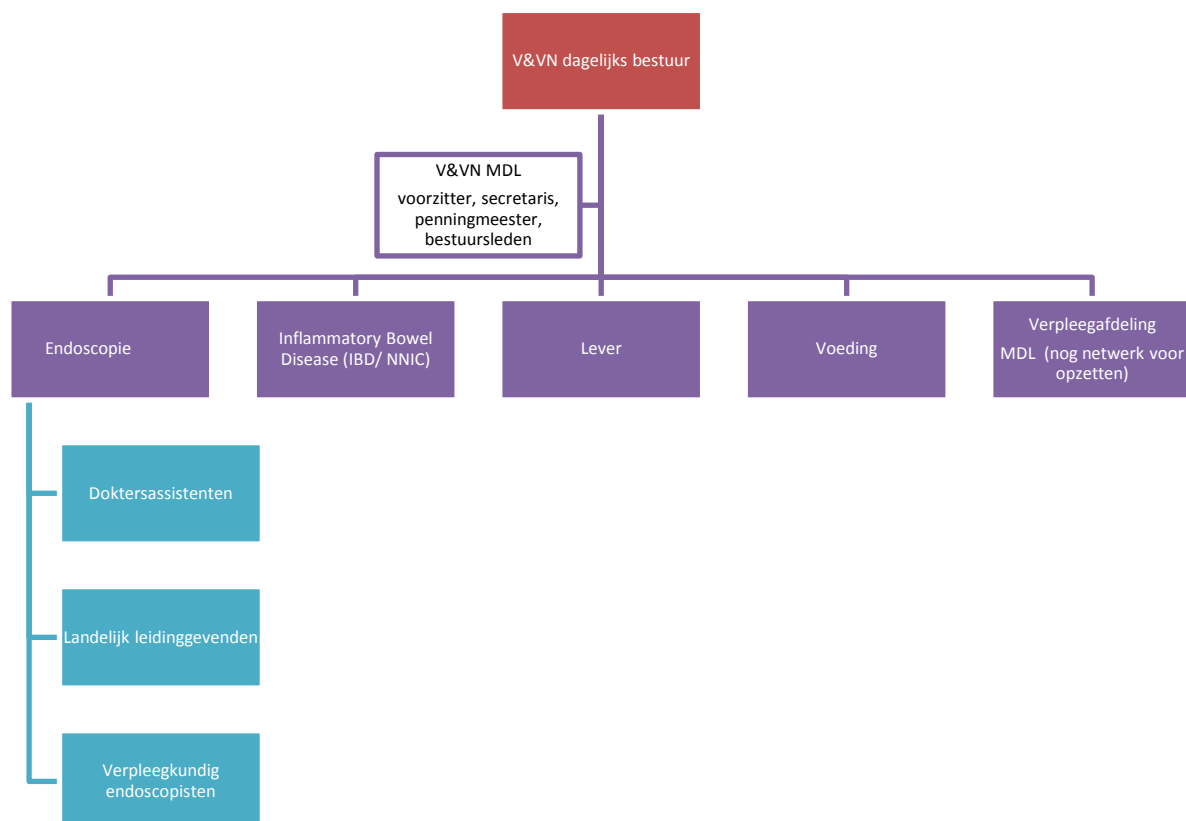 V&VN dagelijks bestuur
V&VN MDL
voorzitter, secretaris,
penningmeester,
bestuursleden
Endoscopie
Inflammatory Bowel
Disease (IBD/ NNIC)
Lever
Voeding
Verpleegafdeling
MDL (nog netwerk voor
opzetten)
Doktersassistenten
Landelijk leidinggevenden
Verpleegkundig
endoscopisten